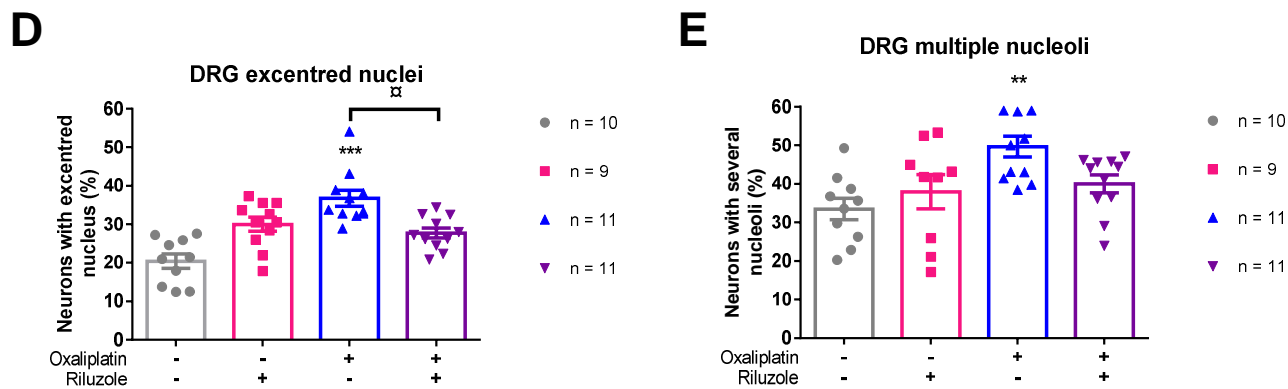 D
DRG excentred nuclei
¤
***
Neurons with excentred
nucleus (%)
60
50
40
30
20
10
0
Oxaliplatin - - + +
Riluzole - + - +
n = 10
n = 9
n = 11
n = 11
E
DRG multiple nucleoli
**
Neurons with several
nucleoli (%)
60
50
40
30
20
10
0
Oxaliplatin - - + +
Riluzole - + - +
n = 10
n = 9
n = 11
n = 11